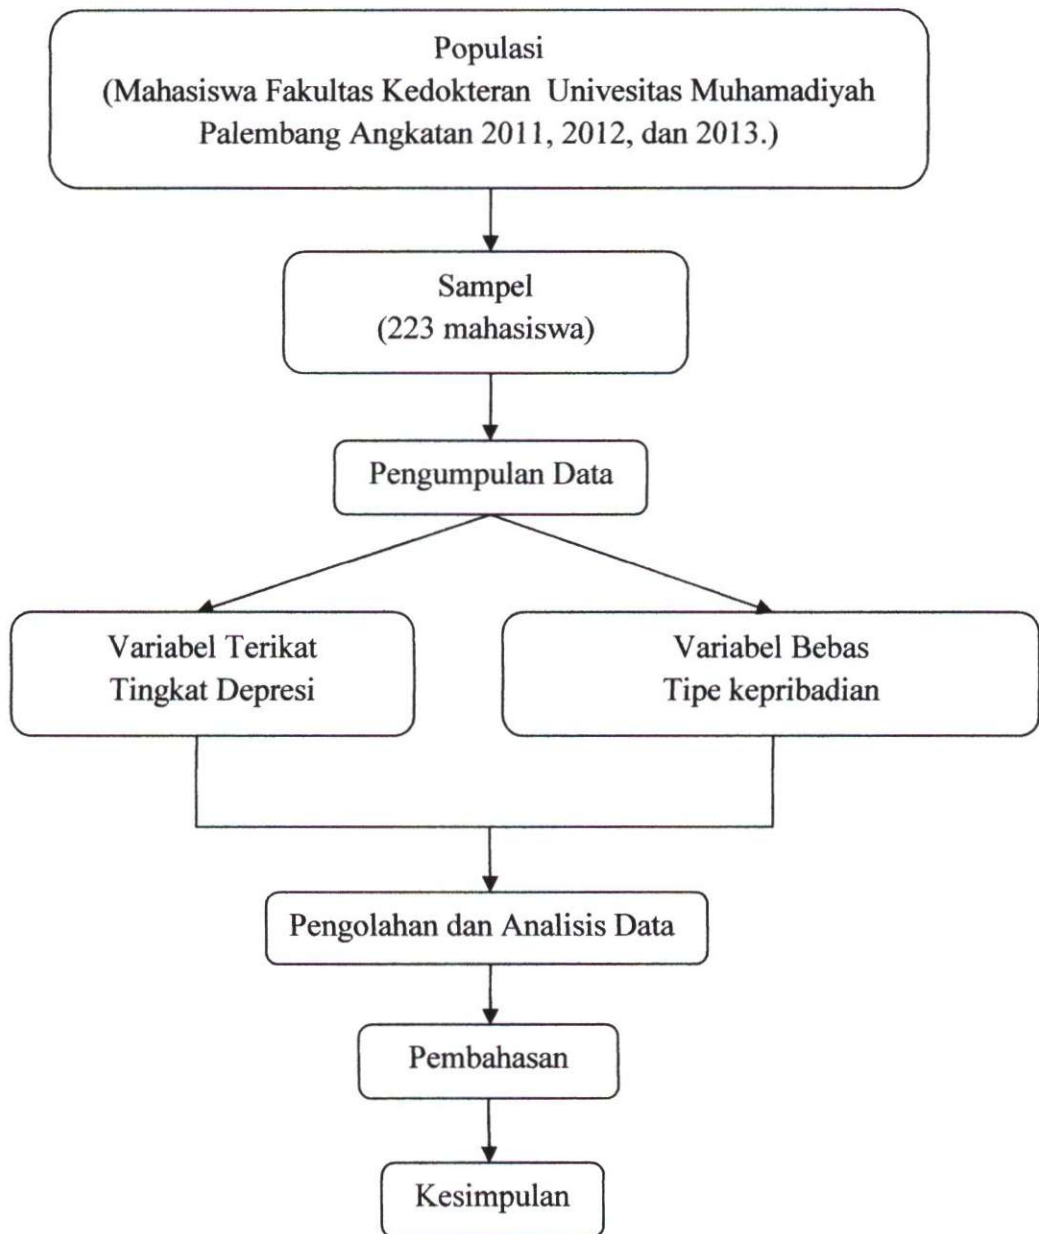 Populasi
(Mahasiswa Fakultas Kedokteran Univesitas Muhamadiyah
Palembang Angkatan 2011, 2012, dan 2013.)
Sampel
(223 mahasiswa)
Pengumpulan Data
Variabel Terikat
Tingkat Depresi
Variabel Bebas
Tipe kepribadian
Pengolahan dan Analisis Data
Pembahasan
Kesimpulan